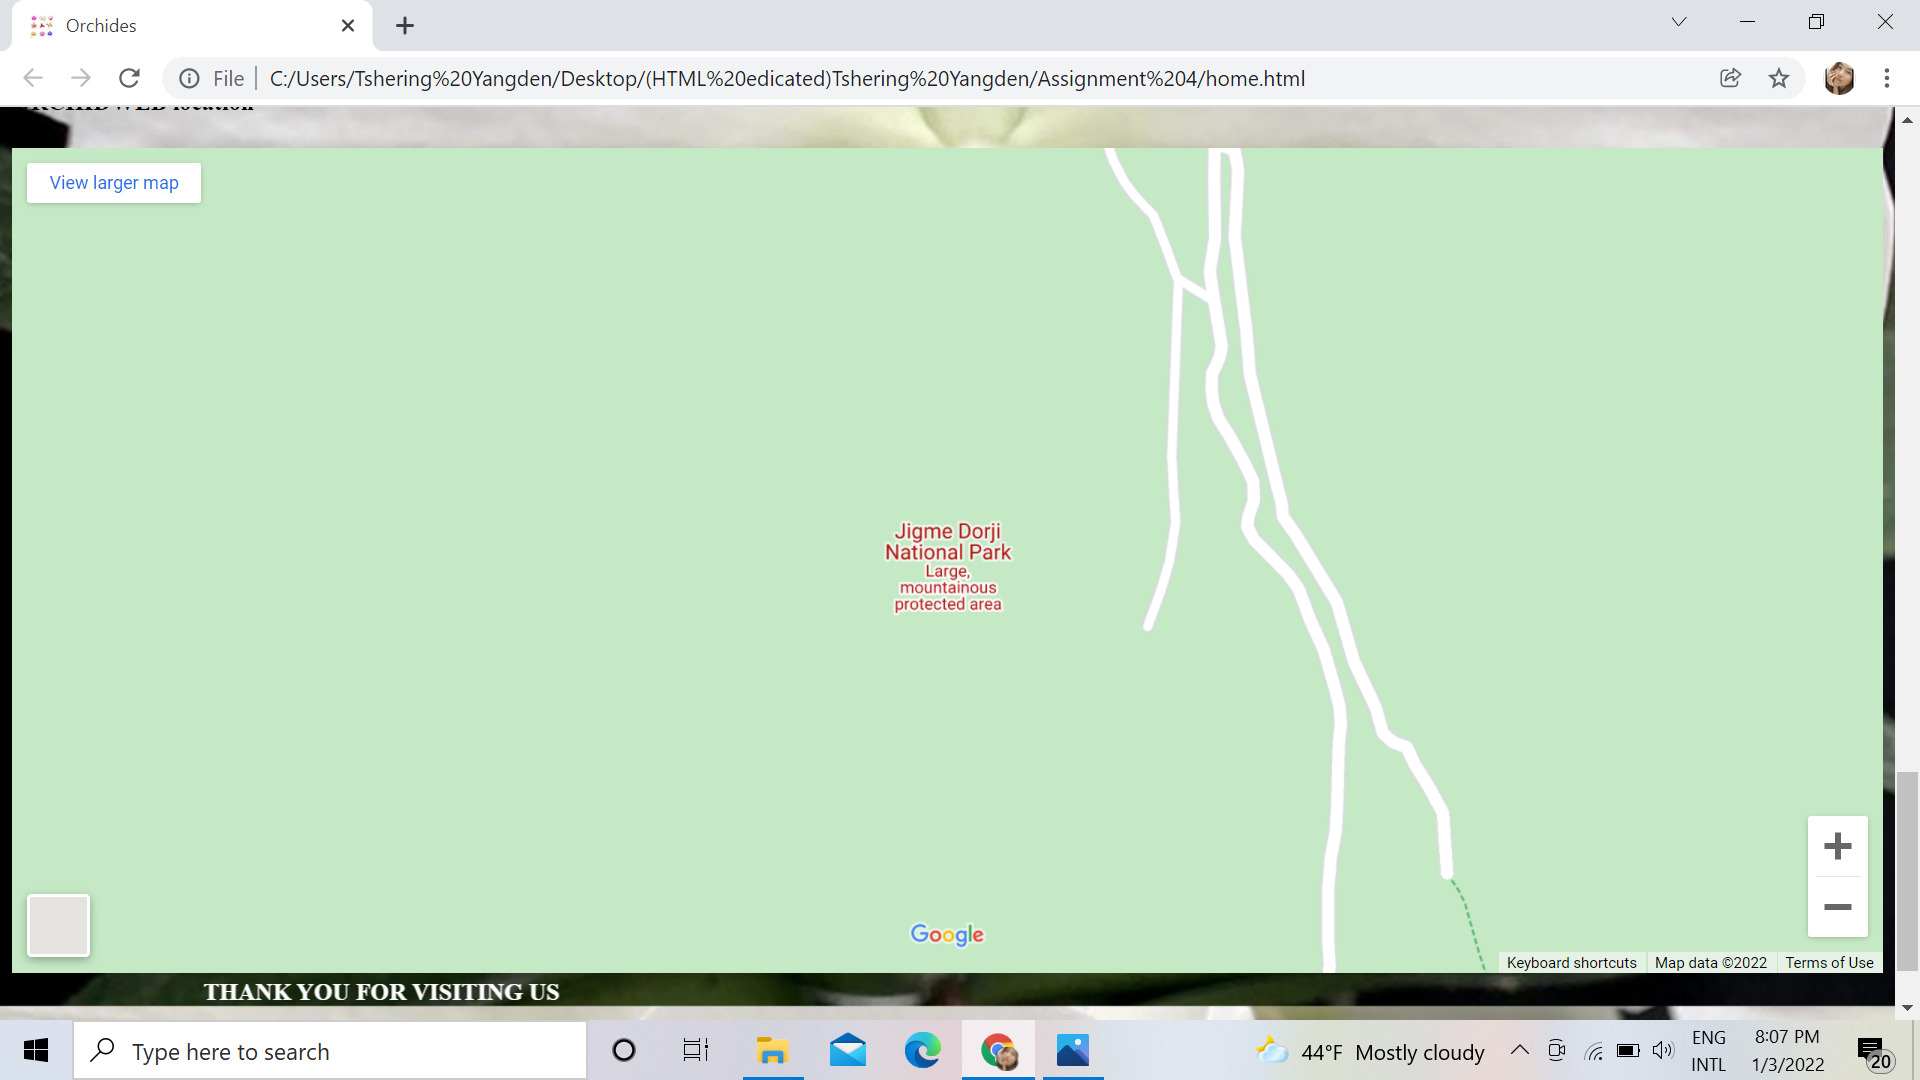 Orchides
File
C:/Users/Tshering%20Yangden/Desktop/(HTML%20edicated)Tshering%20Yangden/Assignment%204/home.html
location
View larger map
Jigme Dorji
National Park
Large,
mountainous
protected area
Google
Keyboard shortcuts Map data ©2022 Terms of Use
THANK YOU FOR VISITING US
Type here to search
44°F Mostly cloudy
ENG
INTL
8:07 PM
1/3/2022
20